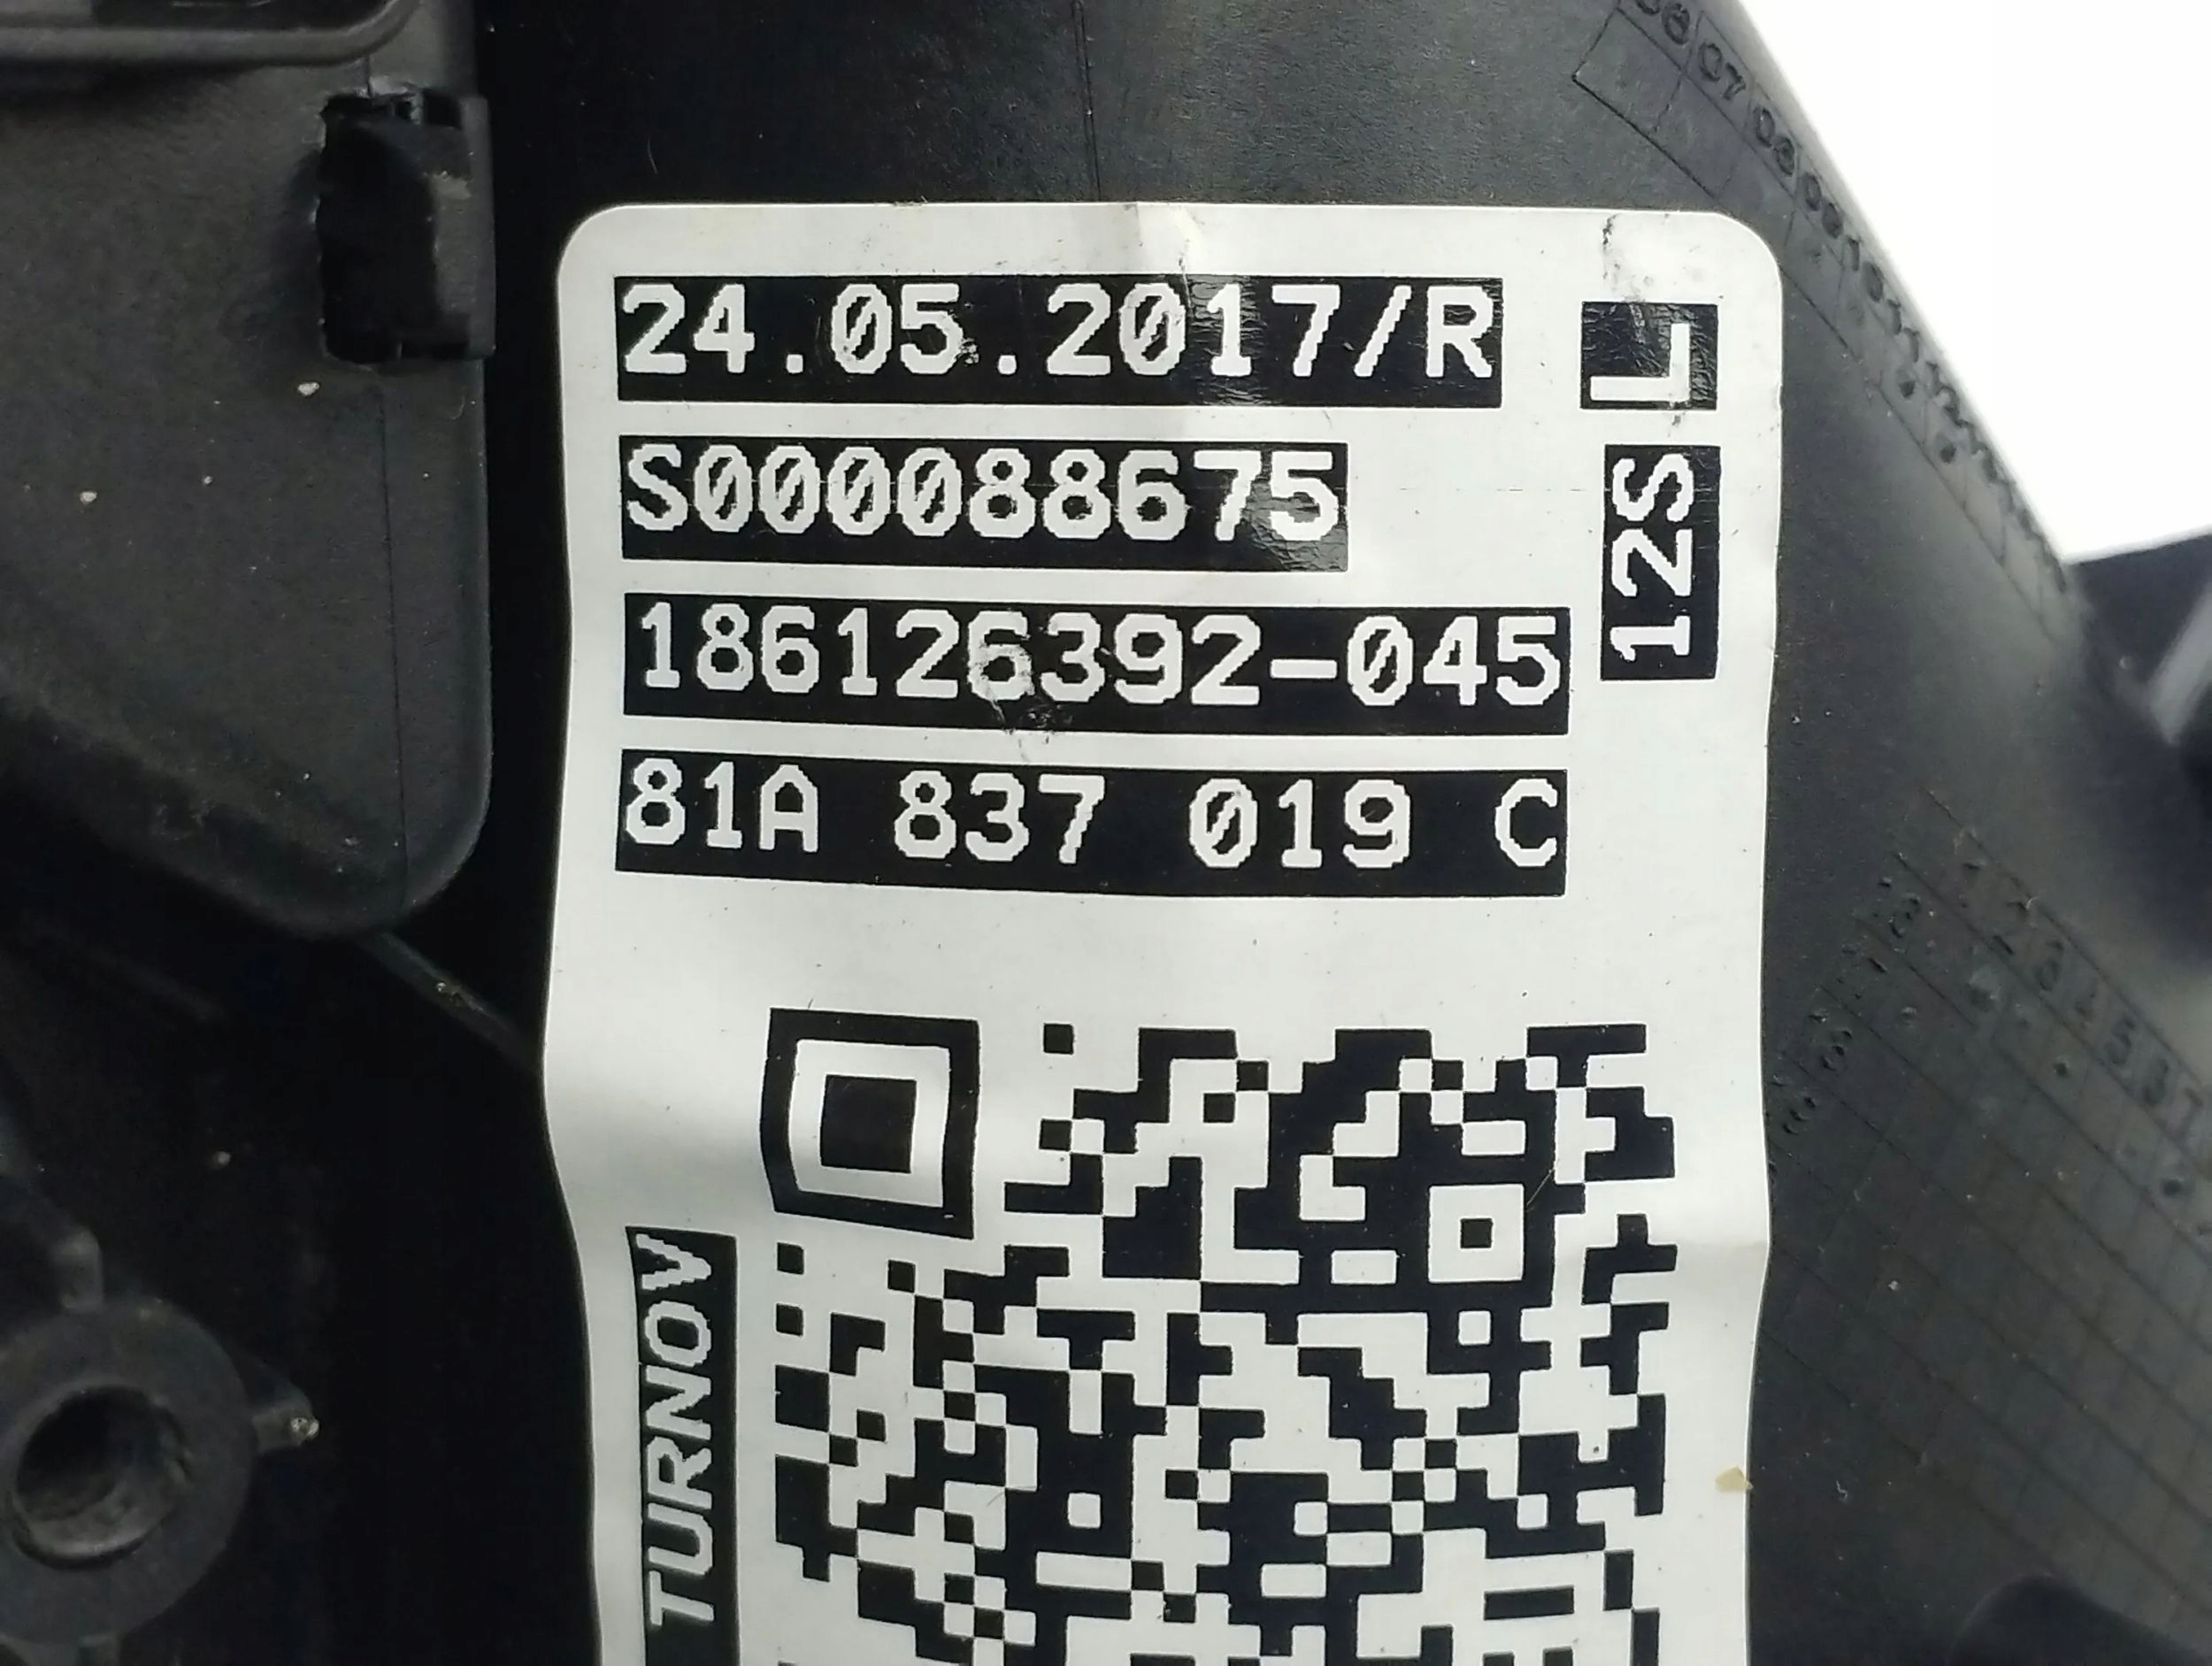 24.05.2017/R
L
S000088675
12S
186126392-045
81A 837 019 C
TURNOV